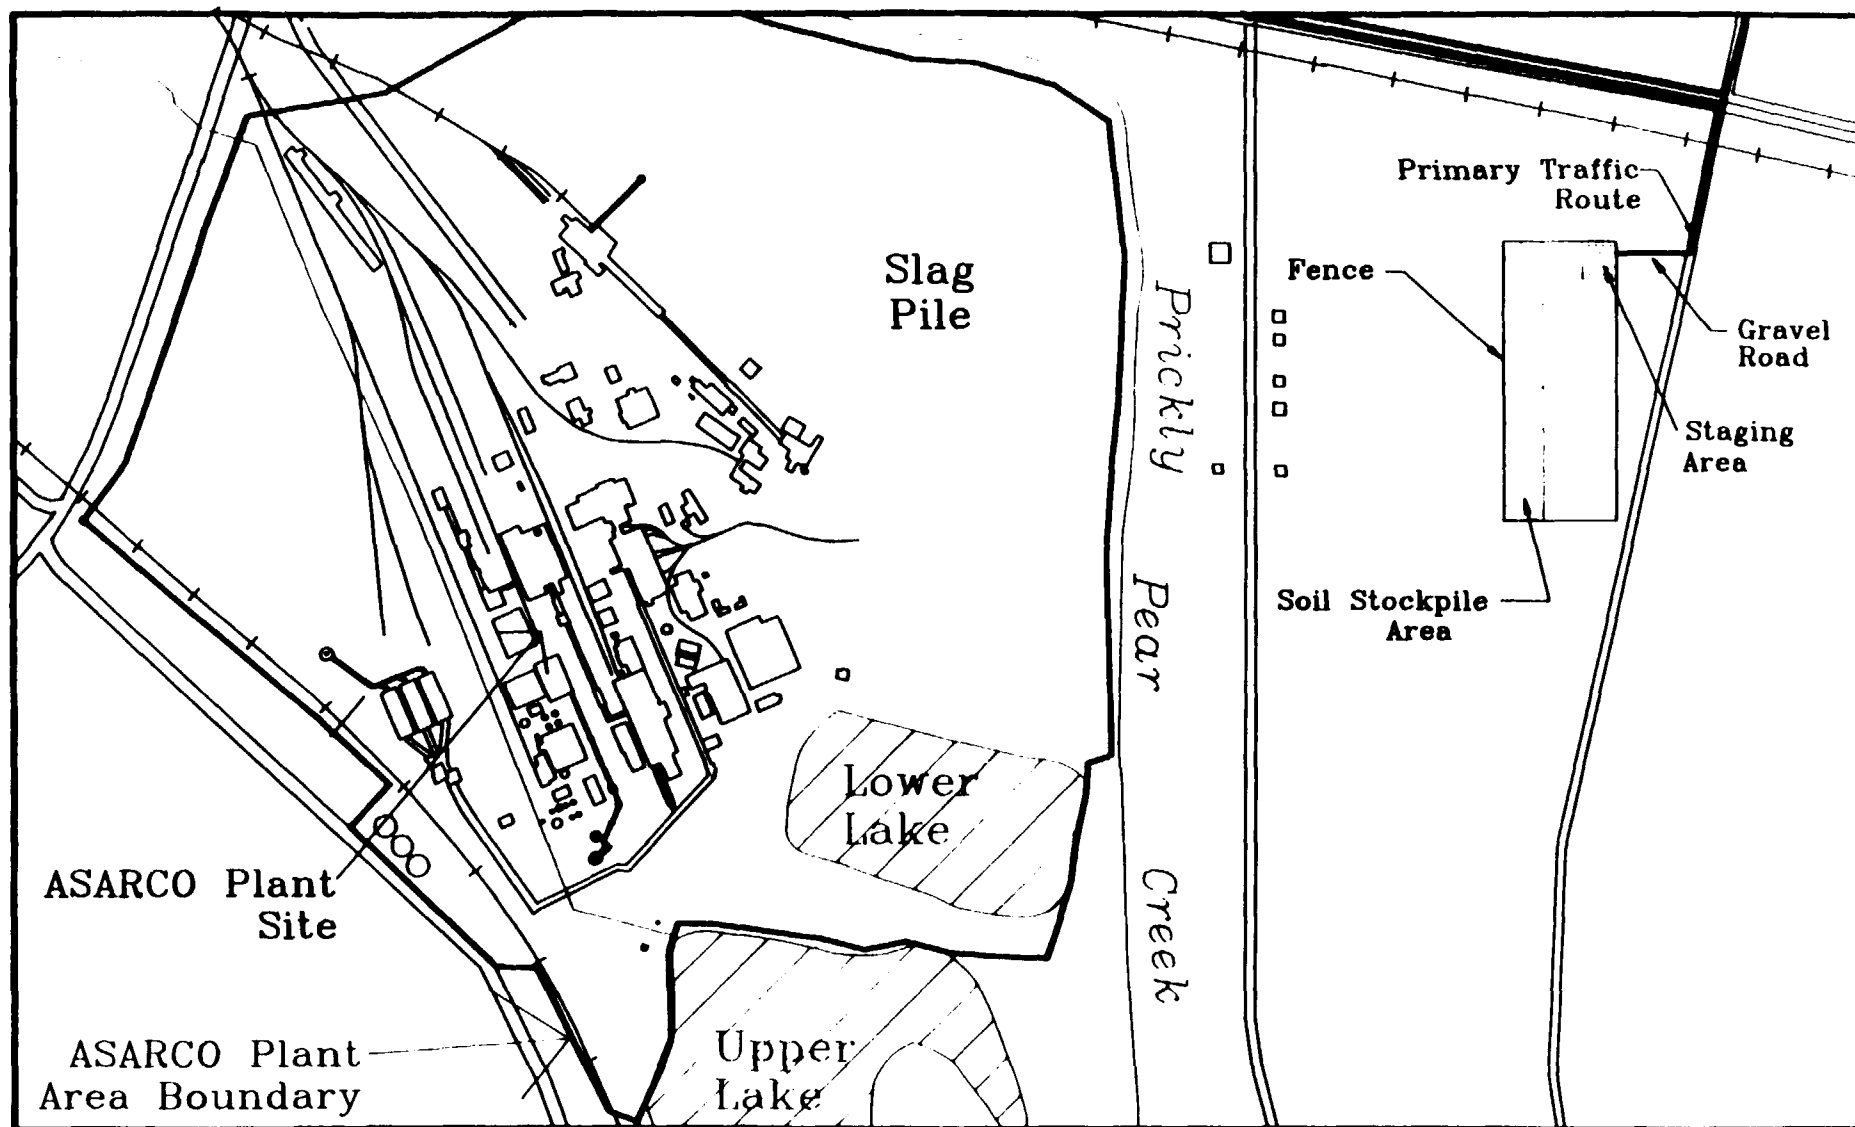 Primary Traffic
Route
Slag
Pile
Fence
Gravel
Road
Prickly
Staging
Area
Pear
Soil Stockpile
Area
Lower
Lake
ASARCO Plant
Site
Creek
Upper
Lake
ASARCO Plant
Area Boundary